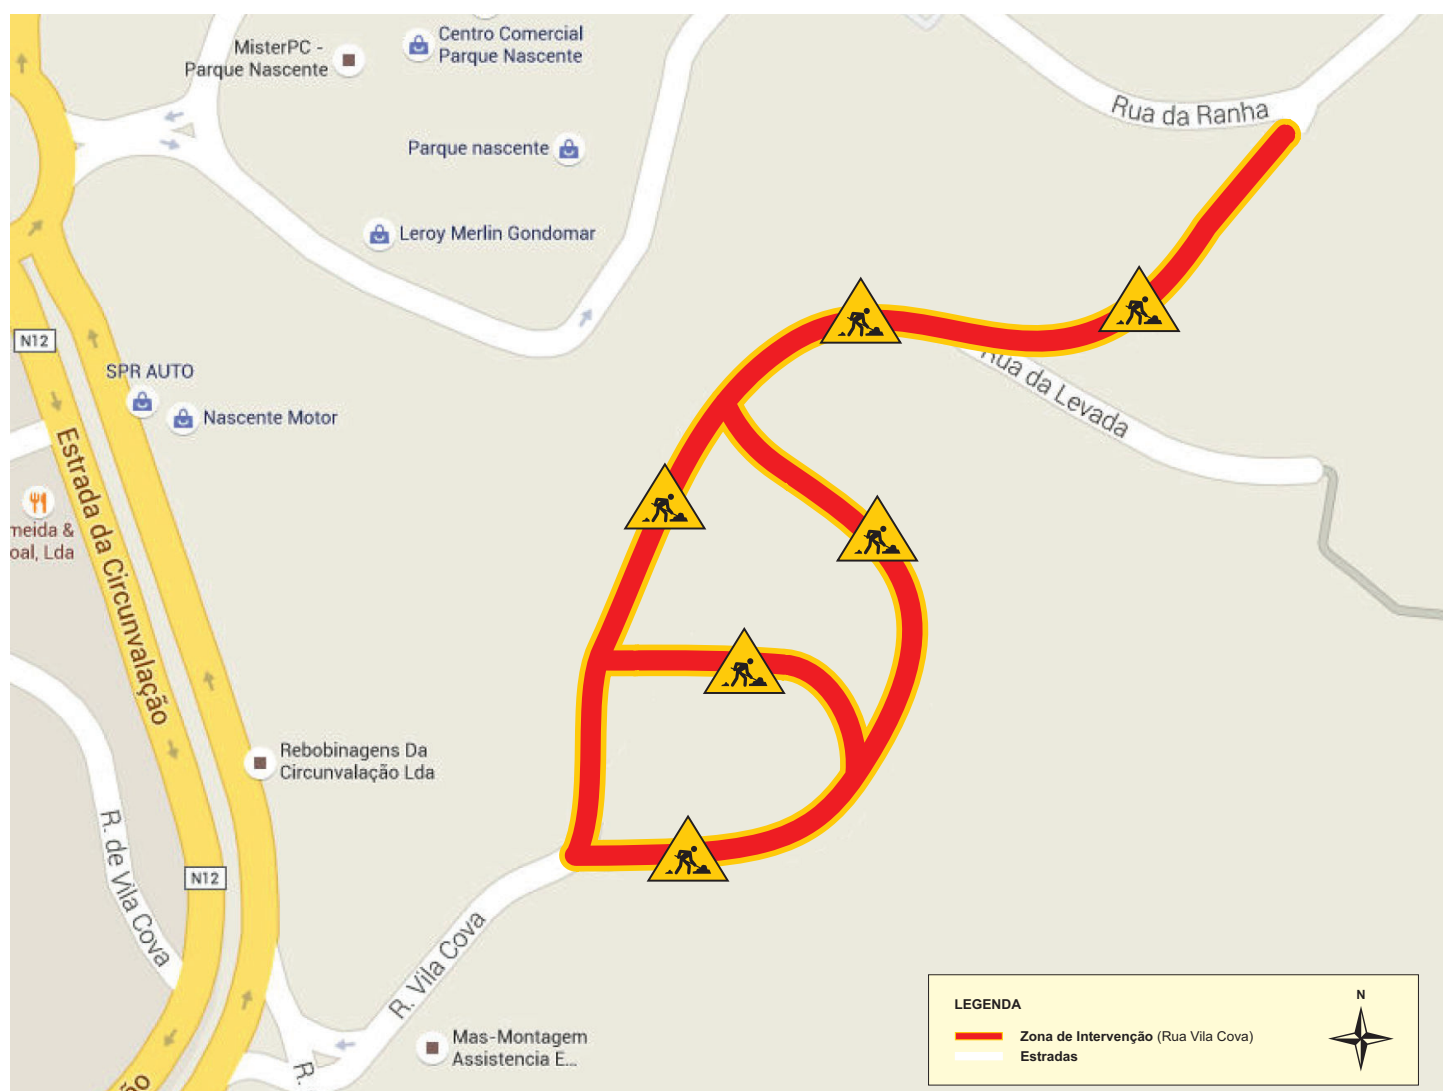 Centro Comercial
Parque Nascente
MisterPC -
Parque Nascente
Rua da Ranha
Parque nascente
Leroy Merlin Gondomar
N12
SPR AUTO
Nascente Motor
Rua da Levada
Estrada da Circunvalação
meida &
oal, Lda
Rebobinagens Da
Circunvalação Lda
R. de Vila Cova
N12
R. Vila Cova
Mas-Montagem
Assistencia E...
R.
ão
LEGENDA
N
Zona de Intervenção (Rua Vila Cova)
Estradas